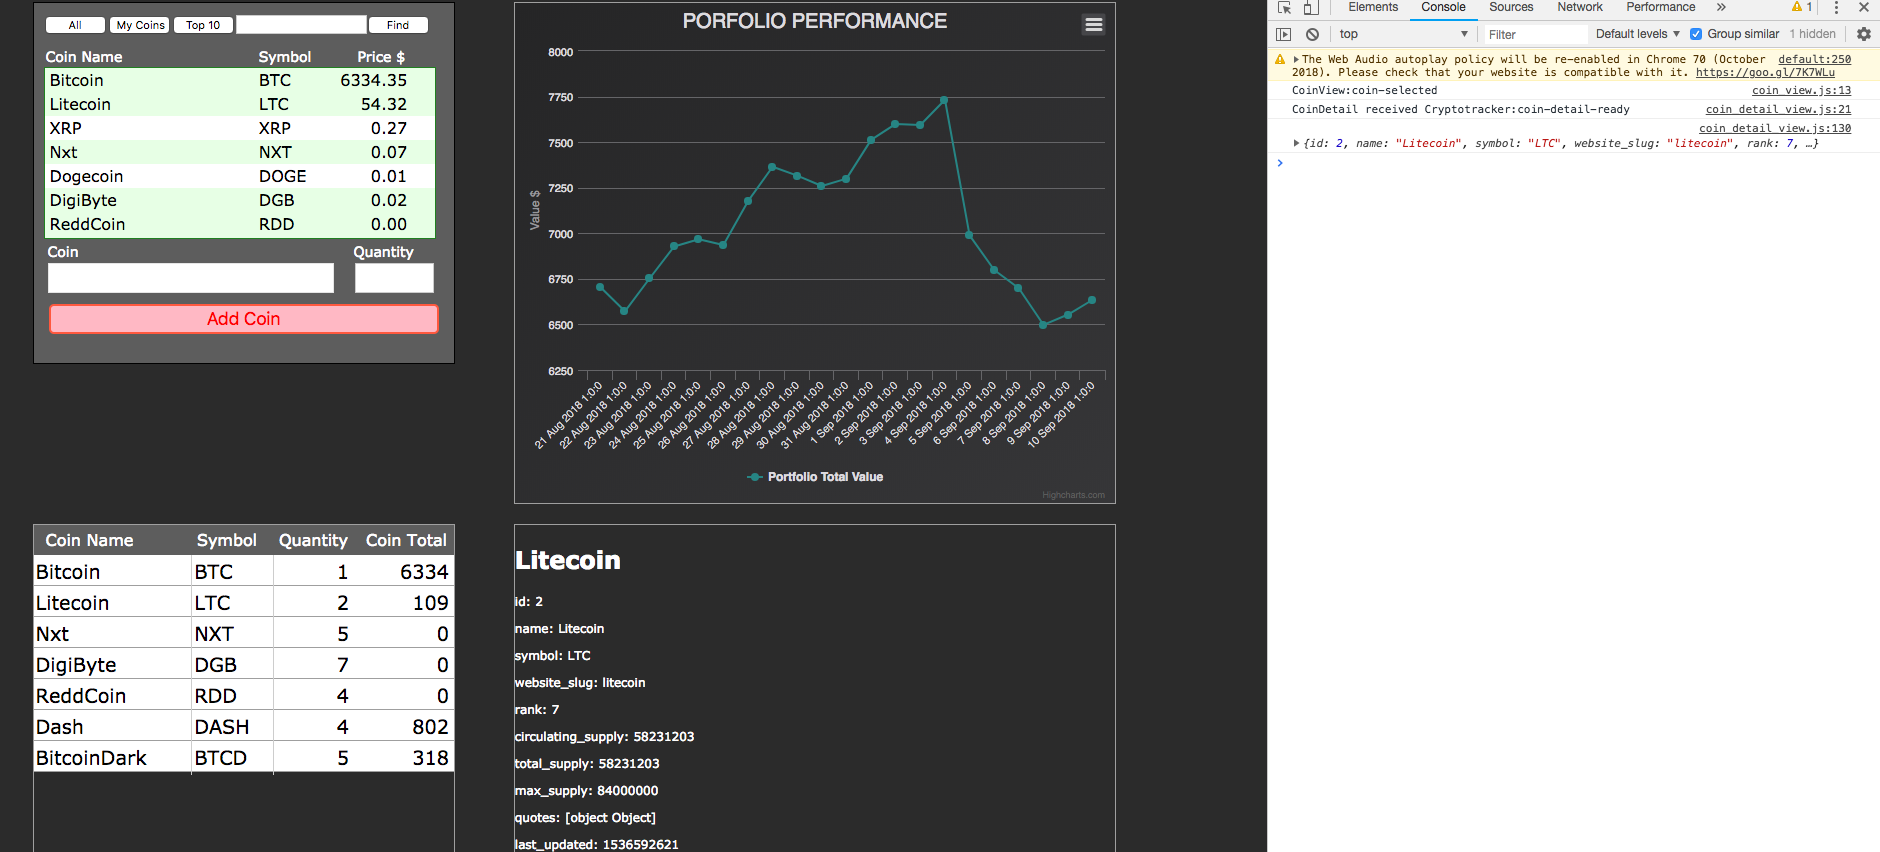 All My Coins Top 10 Find
Coin Name Symbol Price $
Bitcoin BTC 6334.35
Litecoin LTC 54.32
XRP XRP 0.27
Nxt NXT 0.07
Dogecoin DOGE 0.01
DigiByte DGB 0.02
ReddCoin RDD 0.00
Coin Quantity
Add Coin
PORFOLIO PERFORMANCE
Value $
8000
7750
7500
7250
7000
6750
6500
6250
21 Aug 2018 1:0:0
22 Aug 2018 1:0:0
23 Aug 2018 1:0:0
24 Aug 2018 1:0:0
25 Aug 2018 1:0:0
26 Aug 2018 1:0:0
27 Aug 2018 1:0:0
28 Aug 2018 1:0:0
29 Aug 2018 1:0:0
30 Aug 2018 1:0:0
31 Aug 2018 1:0:0
1 Sep 2018 1:0:0
2 Sep 2018 1:0:0
3 Sep 2018 1:0:0
4 Sep 2018 1:0:0
5 Sep 2018 1:0:0
6 Sep 2018 1:0:0
7 Sep 2018 1:0:0
8 Sep 2018 1:0:0
9 Sep 2018 1:0:0
10 Sep 2018 1:0:0
Portfolio Total Value
Highcharts.com
Coin Name Symbol Quantity Coin Total
Bitcoin BTC 1 6334
Litecoin LTC 2 109
Nxt NXT 5 0
DigiByte DGB 7 0
ReddCoin RDD 4 0
Dash DASH 4 802
BitcoinDark BTCD 5 318
Litecoin
id: 2
name: Litecoin
symbol: LTC
website_slug: litecoin
rank: 7
circulating_supply: 58231203
total_supply: 58231203
max_supply: 84000000
quotes: [object Object]
last_updated: 1536592621
Elements Console Sources Network Performance » 1
top Filter Default levels Group similar 1 hidden
The Web Audio autoplay policy will be re-enabled in Chrome 70 (October default:250
2018). Please check that your website is compatible with it. https://goo.gl/7K7WLu
CoinView:coin-selected coin_view.js:13
CoinDetail received Cryptotracker:coin-detail-ready coin_detail_view.js:21
coin_detail_view.js:130
{id: 2, name: "Litecoin", symbol: "LTC", website_slug: "litecoin", rank: 7, …}